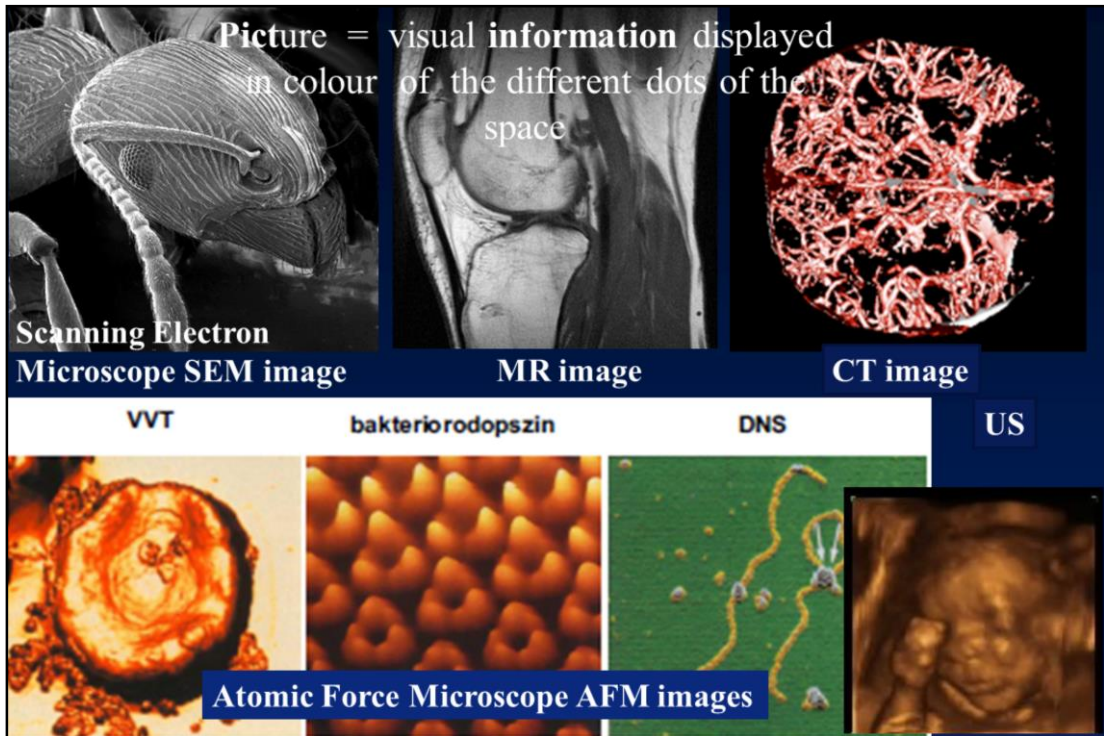 Picture = visual information displayed
in colour of the different dots of the
space
Scanning Electron
Microscope SEM image
MR image
CT image
VVT
bakteriorodopszin
DNS
US
Atomic Force Microscope AFM images